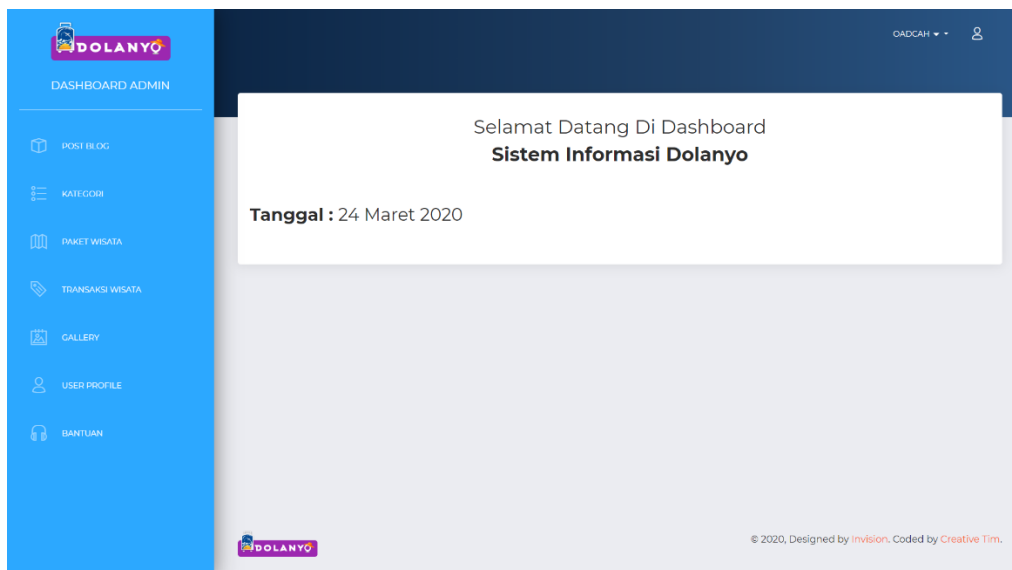 DOLANYO
DASHBOARD ADMIN
POST BLOG
KATEGORI
PAKET WISATA
TRANSAKSI WISATA
GALLERY
USER PROFILE
BANTUAN
OADCAH
Selamat Datang Di Dashboard
Sistem Informasi Dolanyo
Tanggal : 24 Maret 2020
DOLANYO
© 2020, Designed by Invision. Coded by Creative Tim.